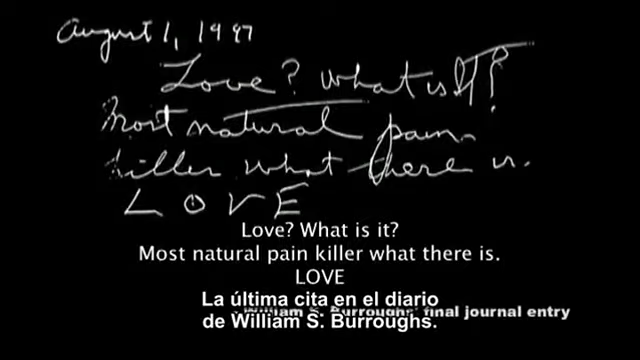 August 1, 1997
Love? What is it?
Most natural pain
killer what there is.
LOVE
Love? What is it?
Most natural pain killer what there is.
LOVE
La última cita en el diario
de William S. Burroughs.
- William S. Burroughs' final journal entry